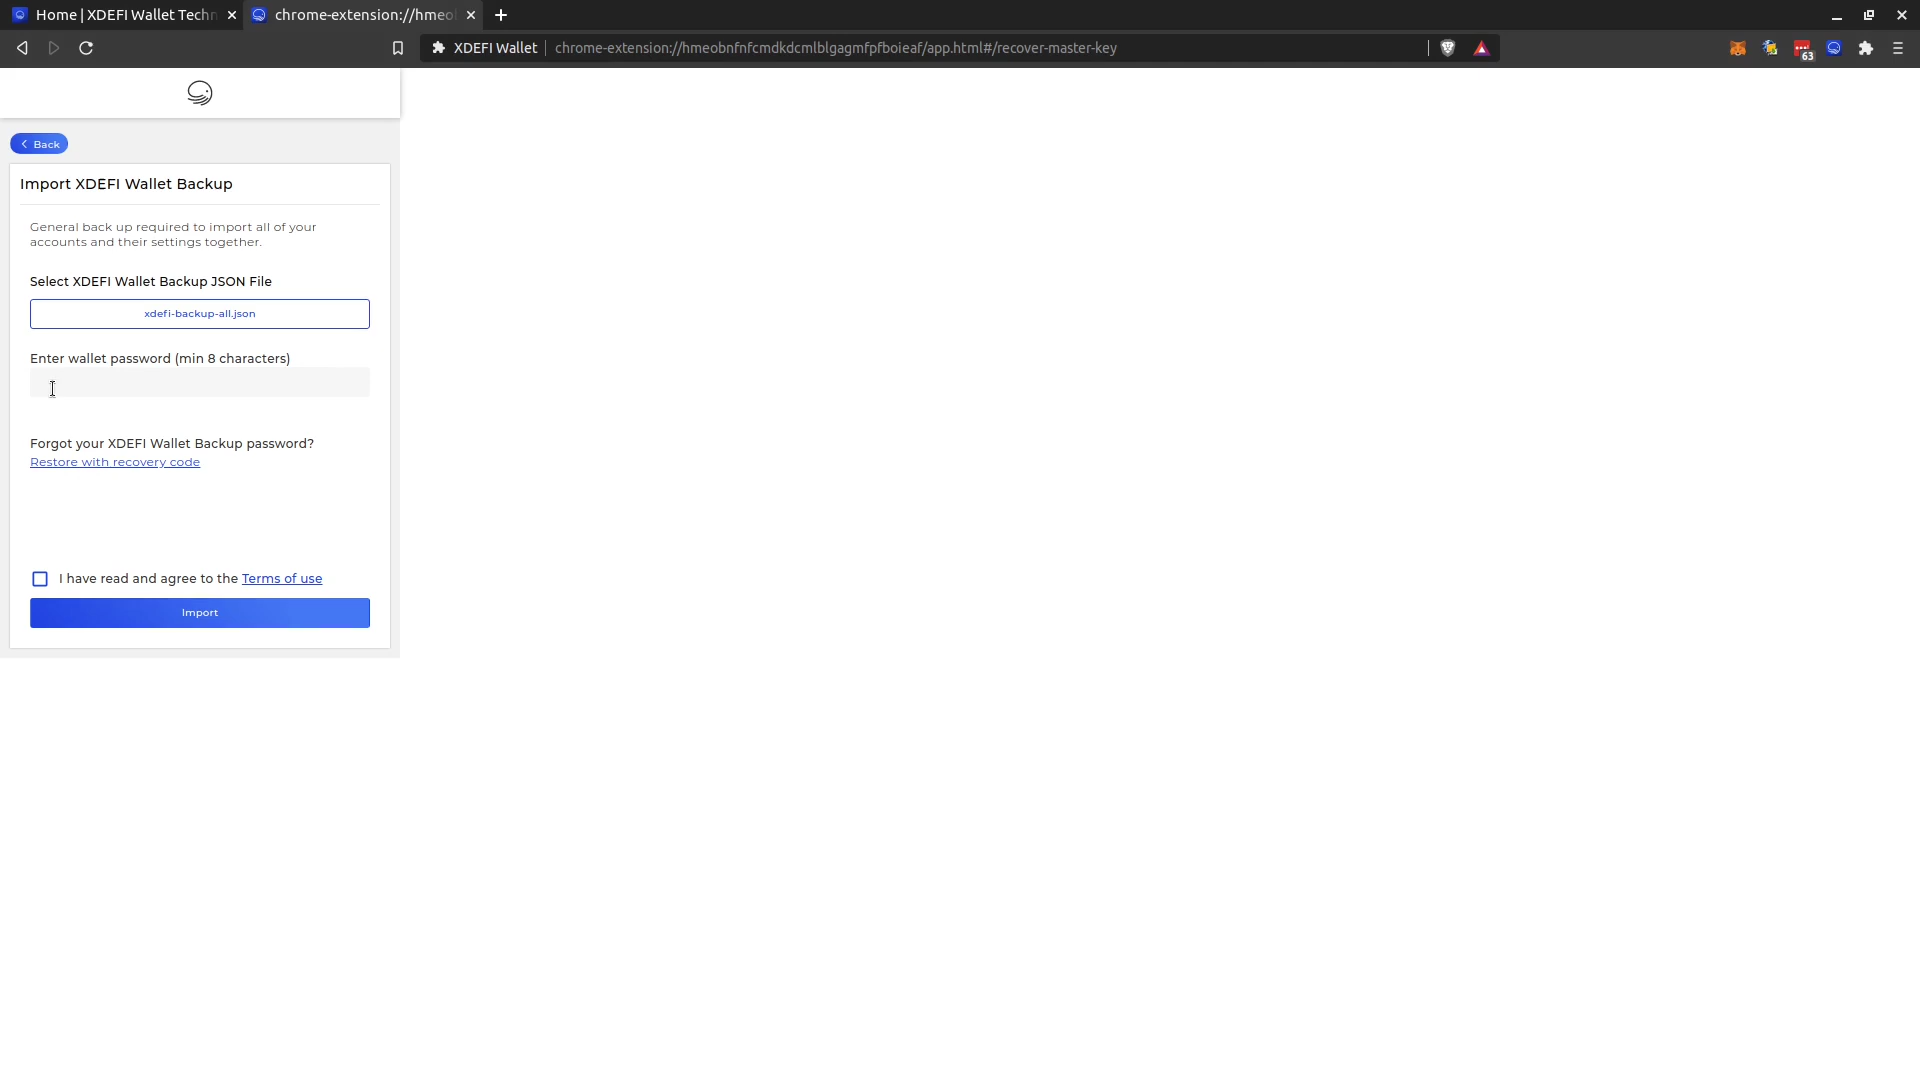 Home | XDEFI Wallet Techn
chrome-extension://hmeo
XDEFI Wallet
chrome-extension://hmeobnfnfcmdkdcmlblgagmfpfboieaf/app.html#/recover-master-key
63
Back
Import XDEFI Wallet Backup
General back up required to import all of your
accounts and their settings together.
Select XDEFI Wallet Backup JSON File
xdefi-backup-all.json
Enter wallet password (min 8 characters)
Forgot your XDEFI Wallet Backup password?
Restore with recovery code
I have read and agree to the Terms of use
Import